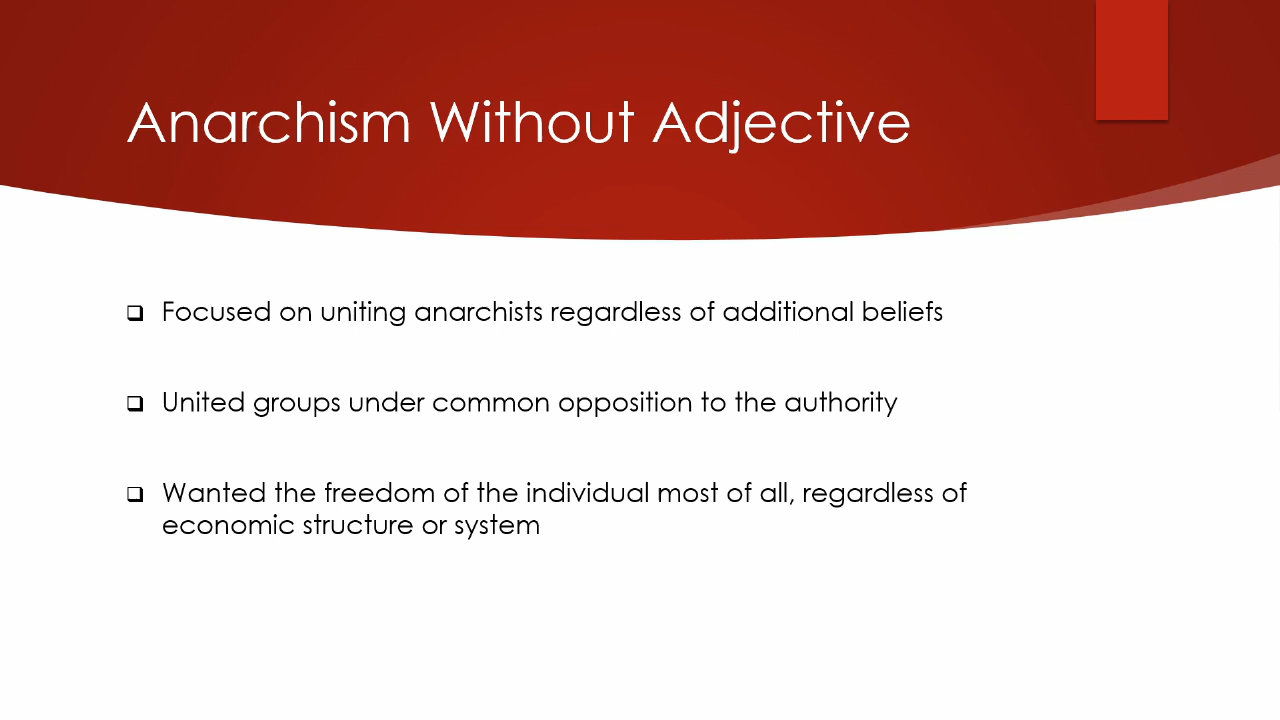 Anarchism Without Adjective
Focused on uniting anarchists regardless of additional beliefs
United groups under common opposition to the authority
Wanted the freedom of the individual most of all, regardless of
economic structure or system